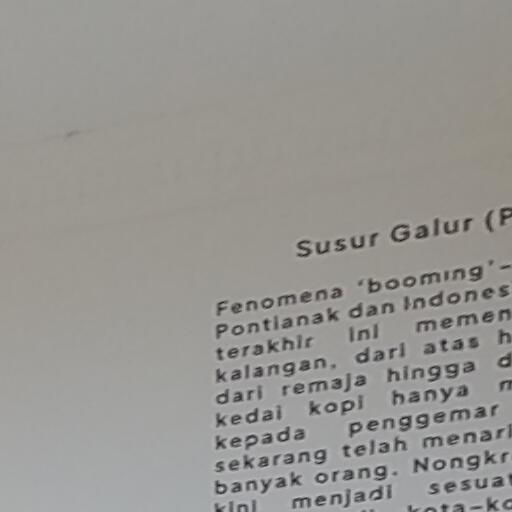 Susur Galur (P
Fenomena 'booming'–
Pontianak dan Indones
terakhir ini memen
kalangan, dari atas h
dari remaja hingga d
kedai kopi hanya m
kepada penggemar
sekarang telah menari
banyak orang. Nongkr
kini menjadi sesuat
kota-ko